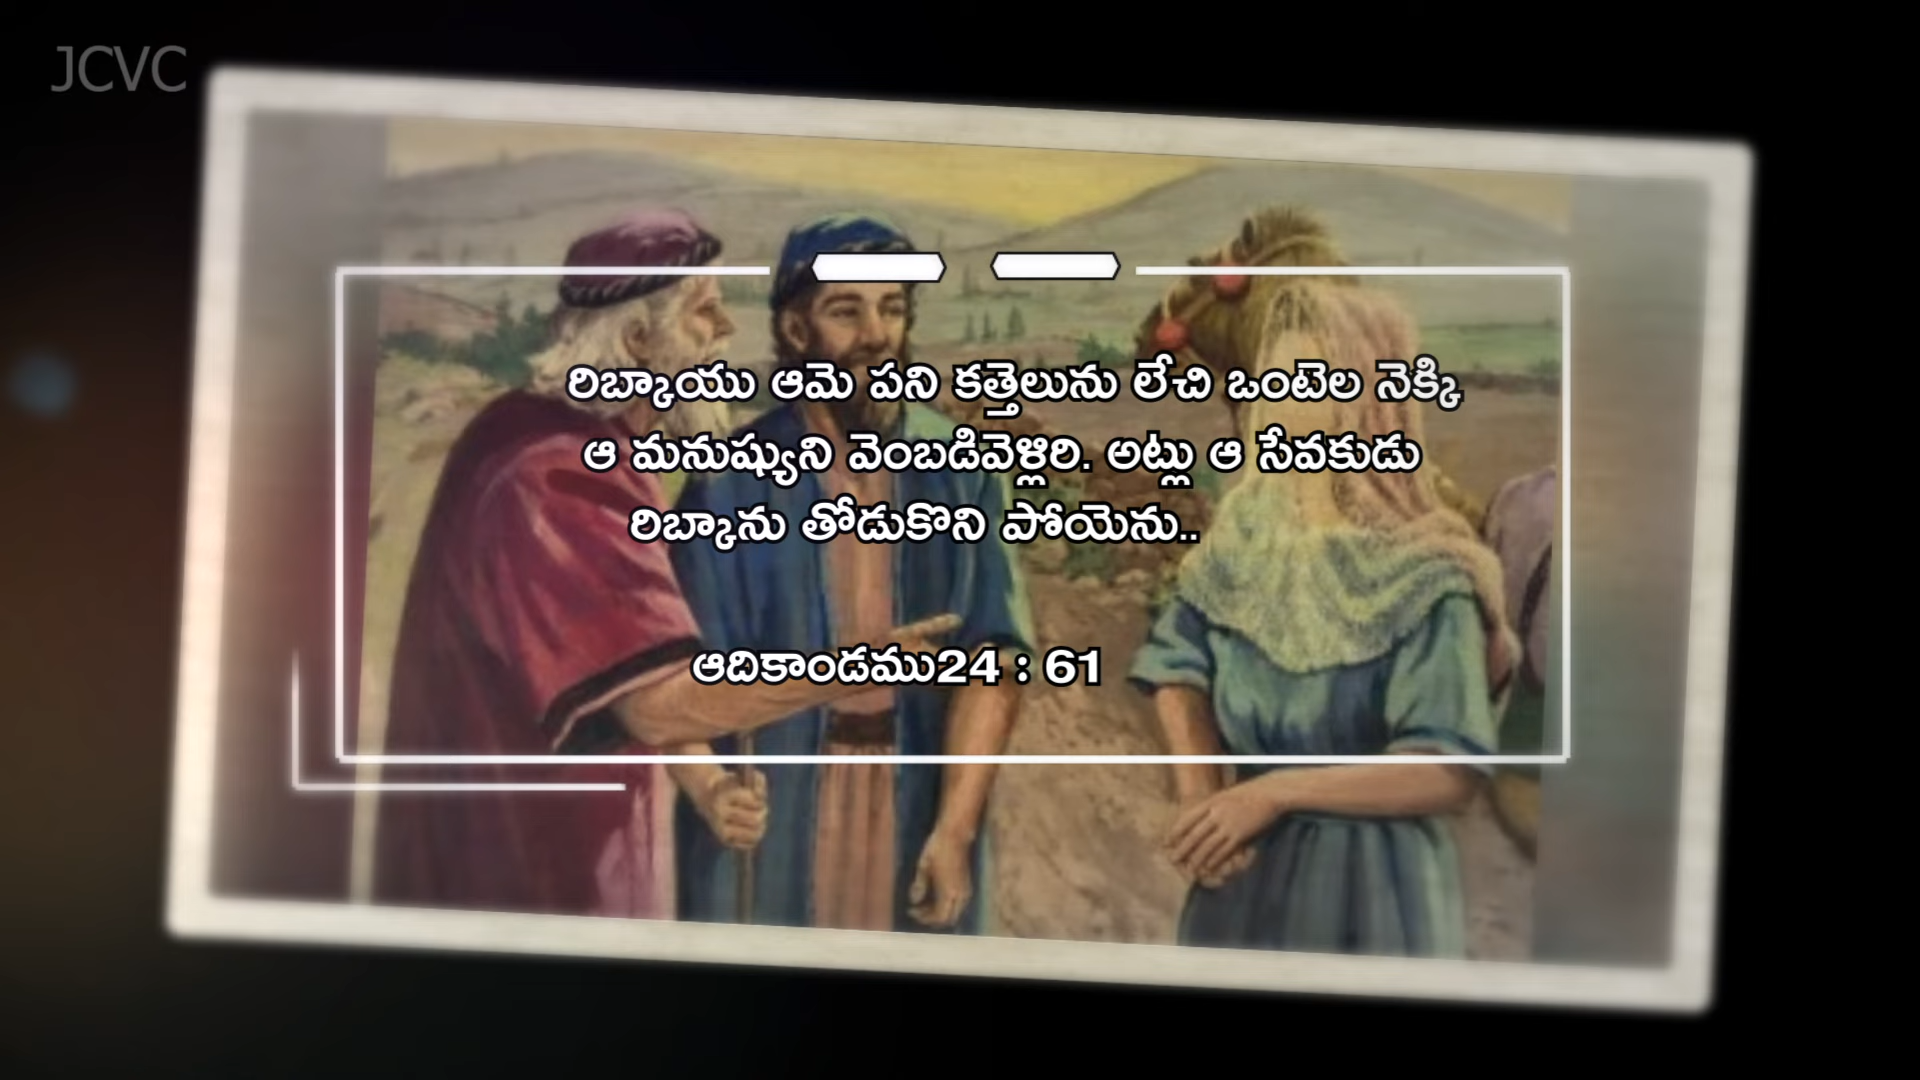 JCVC
రిబ్కాయు ఆమె పని కత్తెలును లేచి ఒంటెల నెక్కి
ఆ మనుష్యుని వెంబడివెళ్లిరి. అట్లు ఆ సేవకుడు
రిబ్కాను తోడుకొని పోయెను..
ఆదికాండము24 : 61